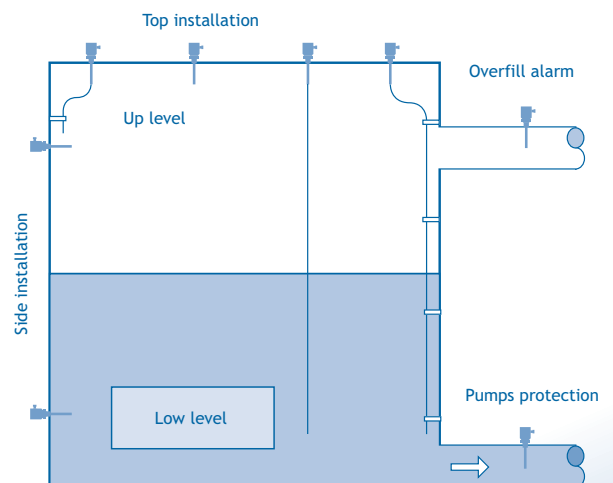 Top installation
Overfill alarm
Up level
Side installation
Pumps protection
Low level